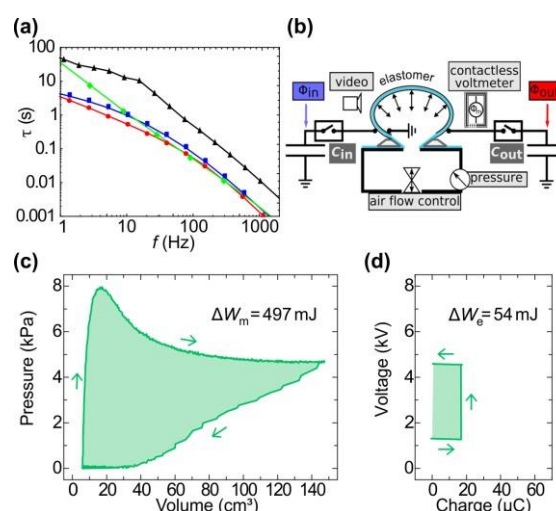 (a)
100
10
1
0.1
0.01
0.001
τ (s)
1
10
100
1000
f (Hz)
(b)
Φin
video
elastomer
contactless
voltmeter
Φout
Cin
Cout
pressure
air flow control
(c)
ΔWm = 497 mJ
Pressure (kPa)
8
6
4
2
0
0 20 40 60 80 100 120 140
Volume (cm³)
(d)
ΔWe = 54 mJ
Voltage (kV)
6
4
2
0
0 20 40 60
Charge (μC)